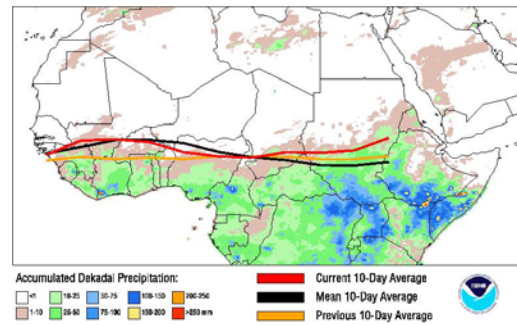 Accumulated Dekadal Precipitation:
<1 10-25 50-75 100-150 200-250
1-10 25-50 75-100 150-200 >250 mm
Current 10-Day Average
Mean 10-Day Average
Previous 10-Day Average